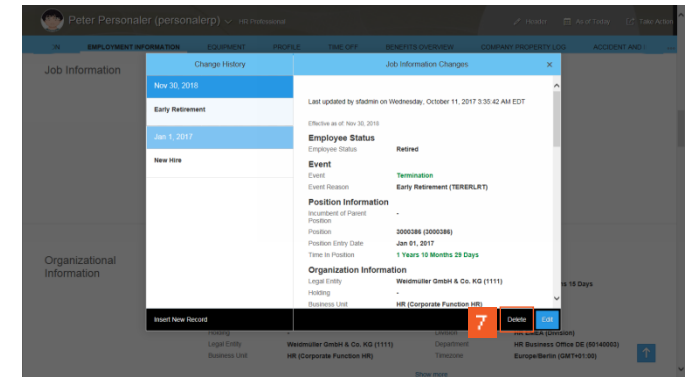 Peter Personaler (personalerp) HR Professional
Header As of Today Take Action
EMPLOYMENT INFORMATION EQUIPMENT PROFILE TIME OFF BENEFITS OVERVIEW COMPANY PROPERTY LOG ACCIDENT AND
Job Information
Change History
Job Information Changes ×
Nov 30, 2018
Early Retirement
Jan 1, 2017
New Hire
Last updated by sfadmin on Wednesday, October 11, 2017 3:35:42 AM EDT
Effective as of Nov 30, 2018
Employee Status
Employee Status Retired
Event
Event Termination
Event Reason Early Retirement (TERERLRT)
Position Information
Incumbent of Parent Position -
Position 3000386 (3000386)
Position Entry Date Jan 01, 2017
Time In Position 1 Years 10 Months 29 Days
Organization Information
Legal Entity Weidmüller GmbH & Co. KG (1111)
Holding -
Business Unit HR (Corporate Function HR)
Insert New Record
7 Delete Edit
Organizational
Information
18 Days
Holding - Division HR EMEA (Division)
Legal Entity Weidmüller GmbH & Co. KG (1111) Department HR Business Office DE (50140003)
Business Unit HR (Corporate Function HR) Timezone Europe/Berlin (GMT+01:00)
Show more